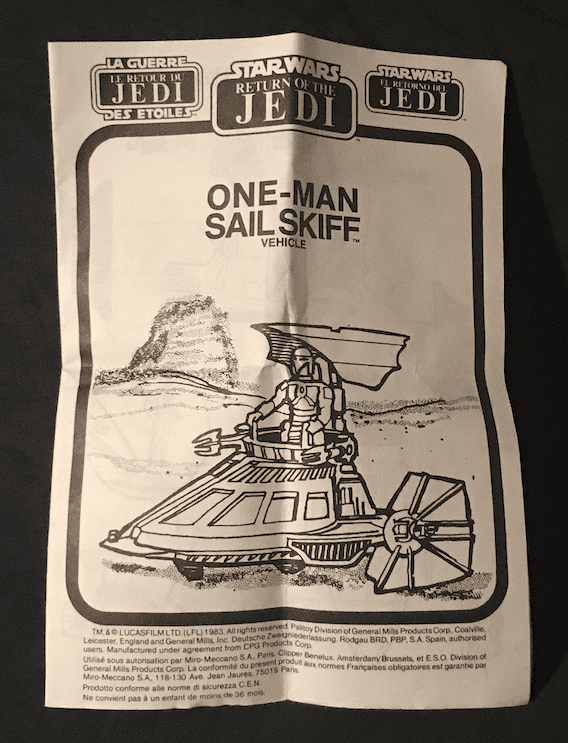 LA GUERRE
LE RETOUR DU
JEDI
DES ETOILES
STAR WARS
RETURN OF THE
JEDI
™
STAR WARS
EL RETORNO DEL
JEDI
ONE-MAN
SAIL SKIFF™
VEHICLE
TM. & © LUCASFILM LTD. (LFL) 1983. All rights reserved. Palitoy Division of General Mills Products Corp., Coalville,
Leicester, England and General Mills, Inc. Deutsche Zweigniederlassung. Rodgau BRD, PBP, S.A. Spain, authorised
users. Manufactured under agreement from CPG Products Corp.
Utilisé sous autorisation par Miro-Meccano S.A., Paris. Clipper Benelux. Amsterdam/Brussels, et E.S.O. Division of
General Mills Products Corp. La conformité du present produit aux normes Françaises obligatoires est garantie par
Miro-Meccano S.A., 116-130 Ave. Jean Jaures, 75019 Paris.
Prodotto conforme alle norme di sicurezza C.E.N.
Ne convient pas à un enfant de moins de 36 mois.